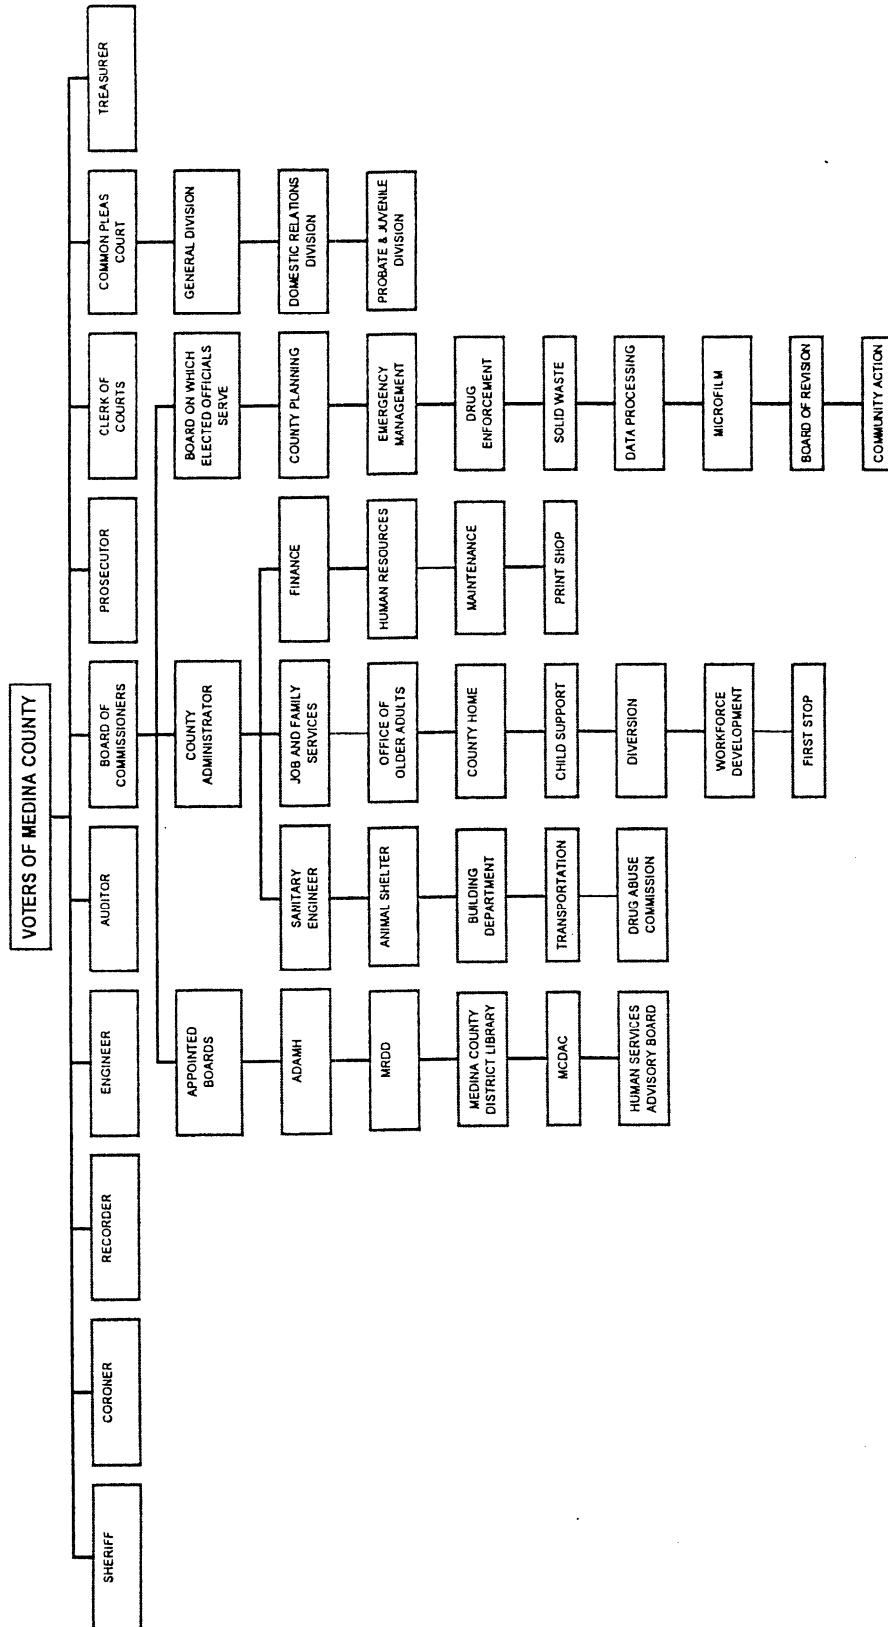 VOTERS OF MEDINA COUNTY
SHERIFF
CORONER
RECORDER
ENGINEER
AUDITOR
BOARD OF
COMMISSIONERS
PROSECUTOR
CLERK OF
COURTS
COMMON PLEAS
COURT
TREASURER
APPOINTED
BOARDS
COUNTY
ADMINISTRATOR
BOARD ON WHICH
ELECTED OFFICIALS
SERVE
GENERAL DIVISION
ADAMH
SANITARY
ENGINEER
JOB AND FAMILY
SERVICES
FINANCE
COUNTY PLANNING
DOMESTIC RELATIONS
DIVISION
MRDD
ANIMAL SHELTER
OFFICE OF
OLDER ADULTS
HUMAN RESOURCES
EMERGENCY
MANAGEMENT
PROBATE & JUVENILE
DIVISION
MEDINA COUNTY
DISTRICT LIBRARY
BUILDING
DEPARTMENT
COUNTY HOME
MAINTENANCE
DRUG
ENFORCEMENT
MCDAC
TRANSPORTATION
CHILD SUPPORT
PRINT SHOP
SOLID WASTE
HUMAN SERVICES
ADVISORY BOARD
DRUG ABUSE
COMMISSION
DIVERSION
DATA PROCESSING
WORKFORCE
DEVELOPMENT
MICROFILM
FIRST STOP
BOARD OF REVISION
COMMUNITY ACTION